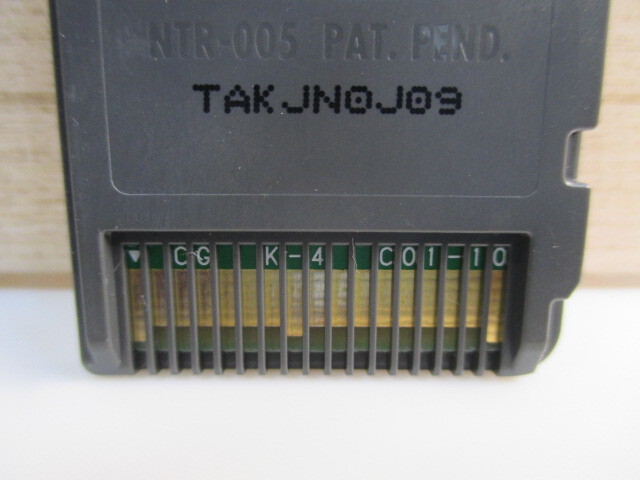 NTR-005 PAT. PEND.
TAKJN0J09
▼ CG K-4 C01-10